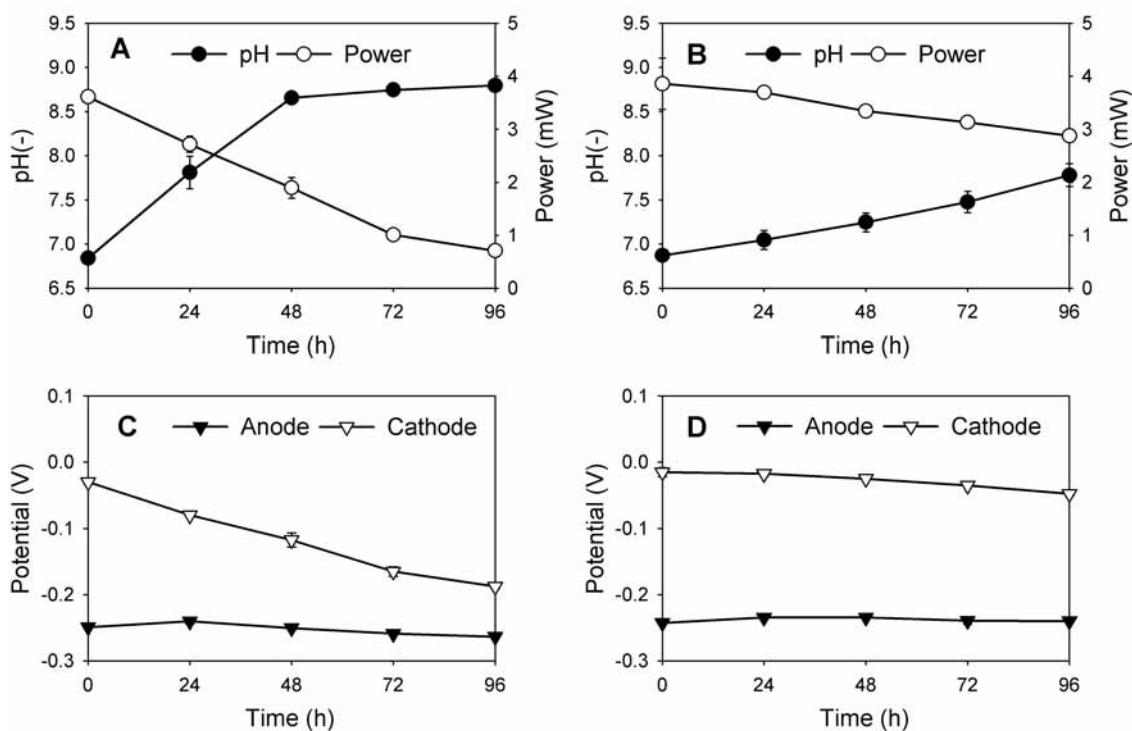 A
pH Power
9.5
9.0
8.5
8.0
7.5
7.0
6.5
pH(-)
5
4
3
2
1
0
Power (mW)
0 24 48 72 96
Time (h)
B
pH Power
9.5
9.0
8.5
8.0
7.5
7.0
6.5
pH(-)
5
4
3
2
1
0
Power (mW)
0 24 48 72 96
Time (h)
C
Anode Cathode
0.1
0.0
-0.1
-0.2
-0.3
Potential (V)
0 24 48 72 96
Time (h)
D
Anode Cathode
0.1
0.0
-0.1
-0.2
-0.3
Potential (V)
0 24 48 72 96
Time (h)